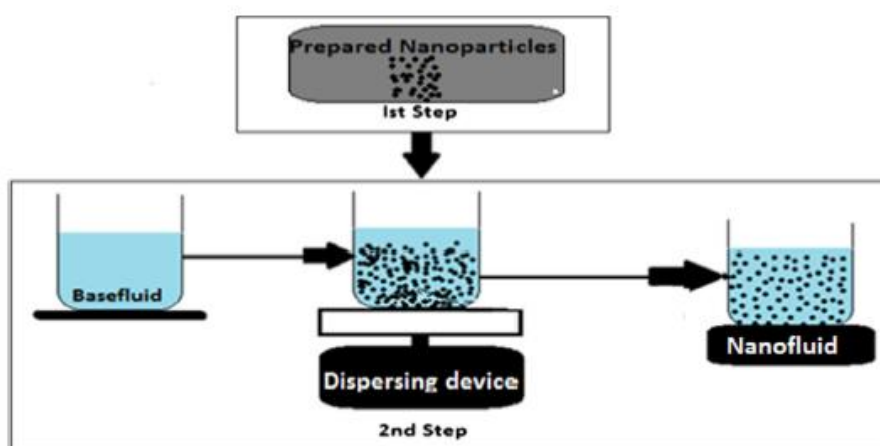 Prepared Nanoparticles
Ist Step
Basefluid
Dispersing device
Nanofluid
2nd Step